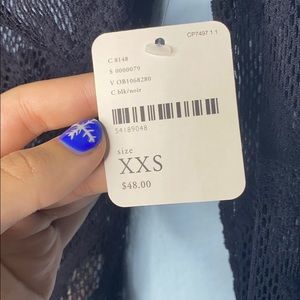 CP7497 1.1
C 8148
S 0000079
V OB1068280
C blk/noir
54189048
size
XXS
$48.00